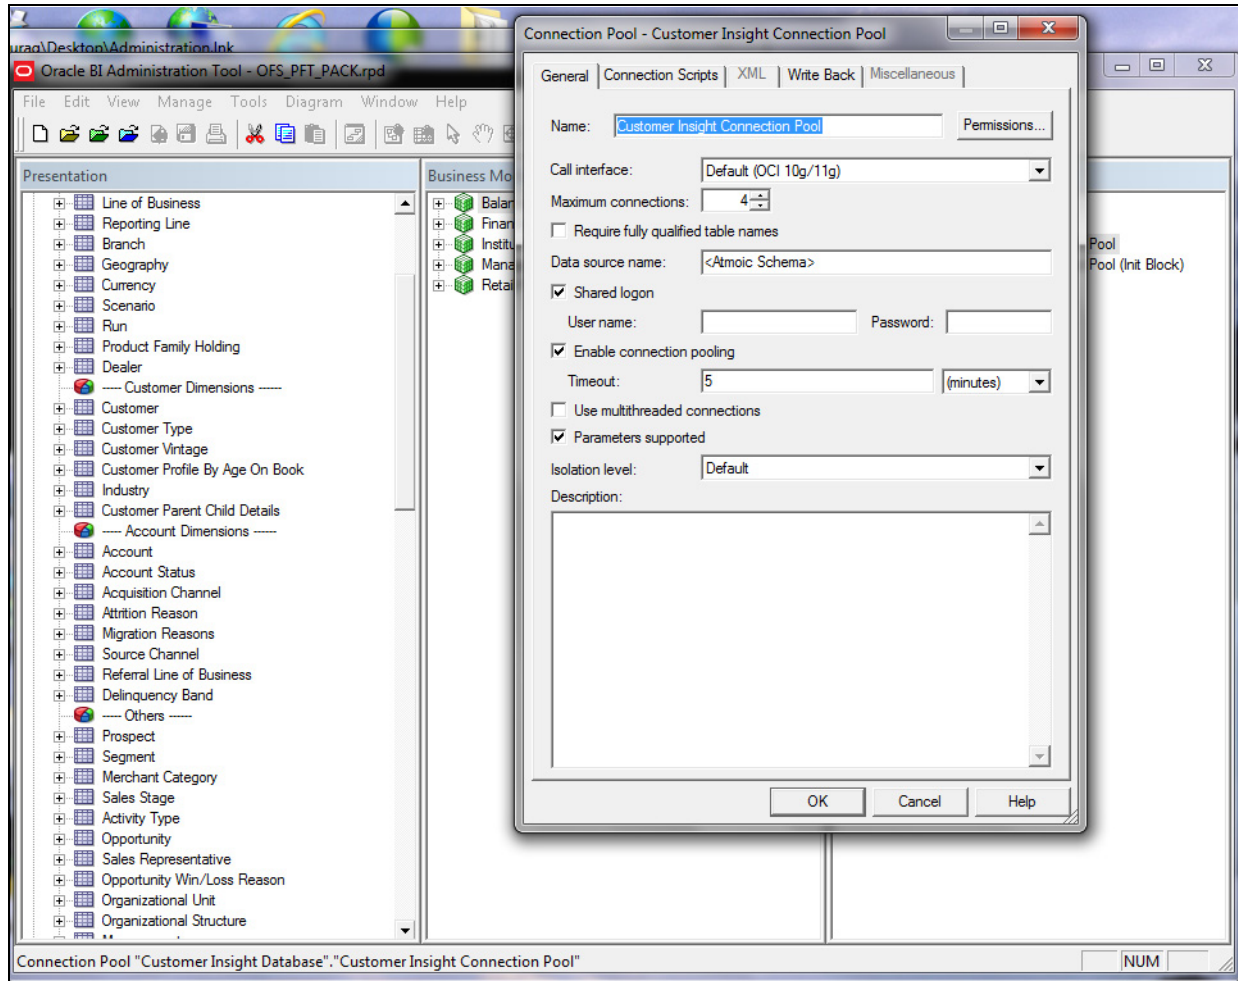 urag\Desktop\Administration.lnk
Oracle BI Administration Tool - OFS_PFT_PACK.rpd
File Edit View Manage Tools Diagram Window Help
Presentation
Line of Business
Reporting Line
Branch
Geography
Currency
Scenario
Run
Product Family Holding
Dealer
---- Customer Dimensions -----
Customer
Customer Type
Customer Vintage
Customer Profile By Age On Book
Industry
Customer Parent Child Details
---- Account Dimensions -----
Account
Account Status
Acquisition Channel
Attrition Reason
Migration Reasons
Source Channel
Referral Line of Business
Delinquency Band
---- Others -----
Prospect
Segment
Merchant Category
Sales Stage
Activity Type
Opportunity
Sales Representative
Opportunity Win/Loss Reason
Organizational Unit
Organizational Structure
Business Mo
Balar
Finan
Institu
Mana
Retai
Pool
Pool (Init Block)
Connection Pool - Customer Insight Connection Pool
General Connection Scripts XML Write Back Miscellaneous
Name: Customer Insight Connection Pool Permissions...
Call interface: Default (OCI 10g/11g)
Maximum connections: 4
Require fully qualified table names
Data source name: <Atmoic Schema>
Shared logon
User name: Password:
Enable connection pooling
Timeout: 5 (minutes)
Use multithreaded connections
Parameters supported
Isolation level: Default
Description:
OK Cancel Help
Connection Pool "Customer Insight Database"."Customer Insight Connection Pool"
NUM